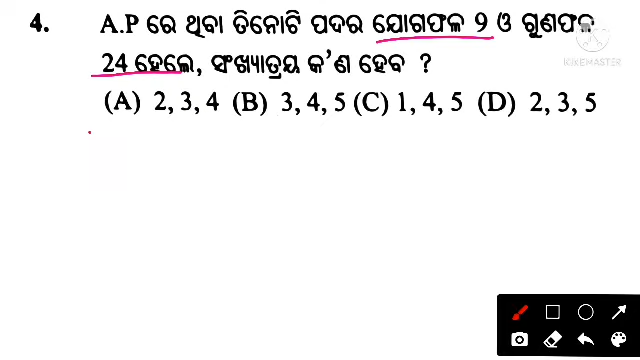 4. A.P ରେ ଥିବା ତିନୋଟି ପଦର ଯୋଗଫଳ 9 ଓ ଗୁଣଫଳ
24 ହେଲେ, ସଂଖ୍ୟାତ୍ରୟ କ'ଣ ହେବ ?
(A) 2, 3, 4 (B) 3, 4, 5 (C) 1, 4, 5 (D) 2, 3, 5
KINEMASTER